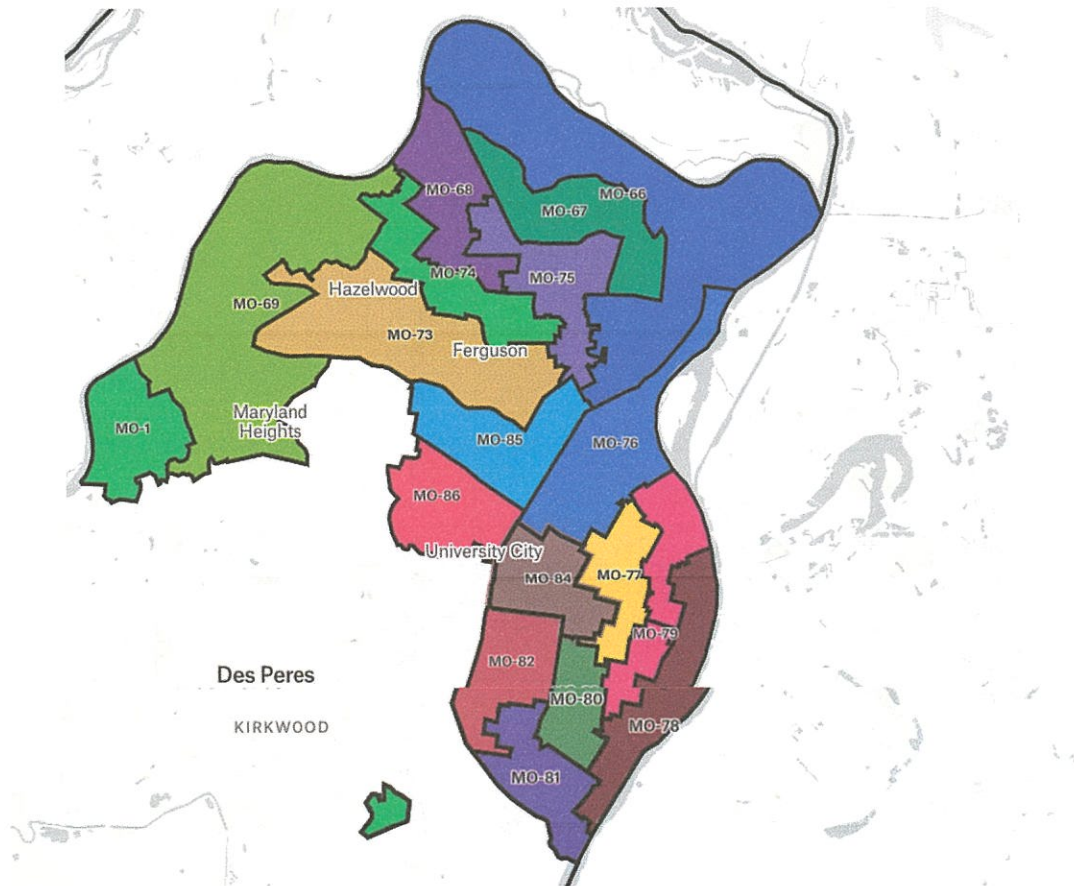 MO-68
MO-66
MO-67
MO-74
MO-75
Hazelwood
MO-69
MO-73
Ferguson
Maryland
Heights
MO-1
MO-85
MO-76
MO-86
University City
MO-84
MO-77
MO-79
MO-82
Des Peres
MO-80
KIRKWOOD
MO-78
MO-81